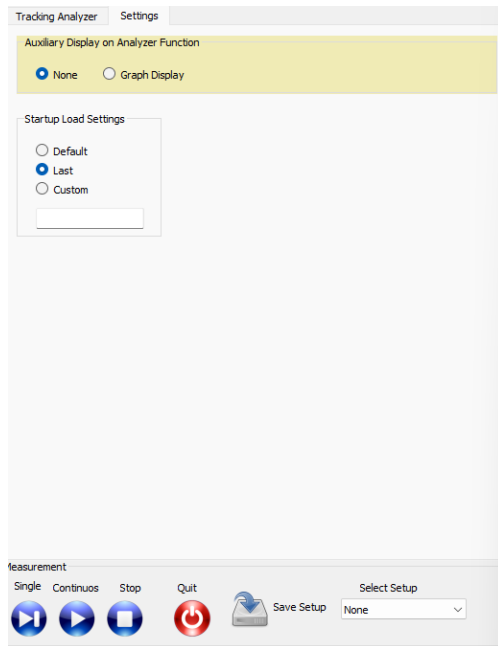 Tracking Analyzer Settings
Auxiliary Display on Analyzer Function
None Graph Display
Startup Load Settings
Default
Last
Custom
Measurement
Single Continuos Stop Quit Select Setup
Save Setup None